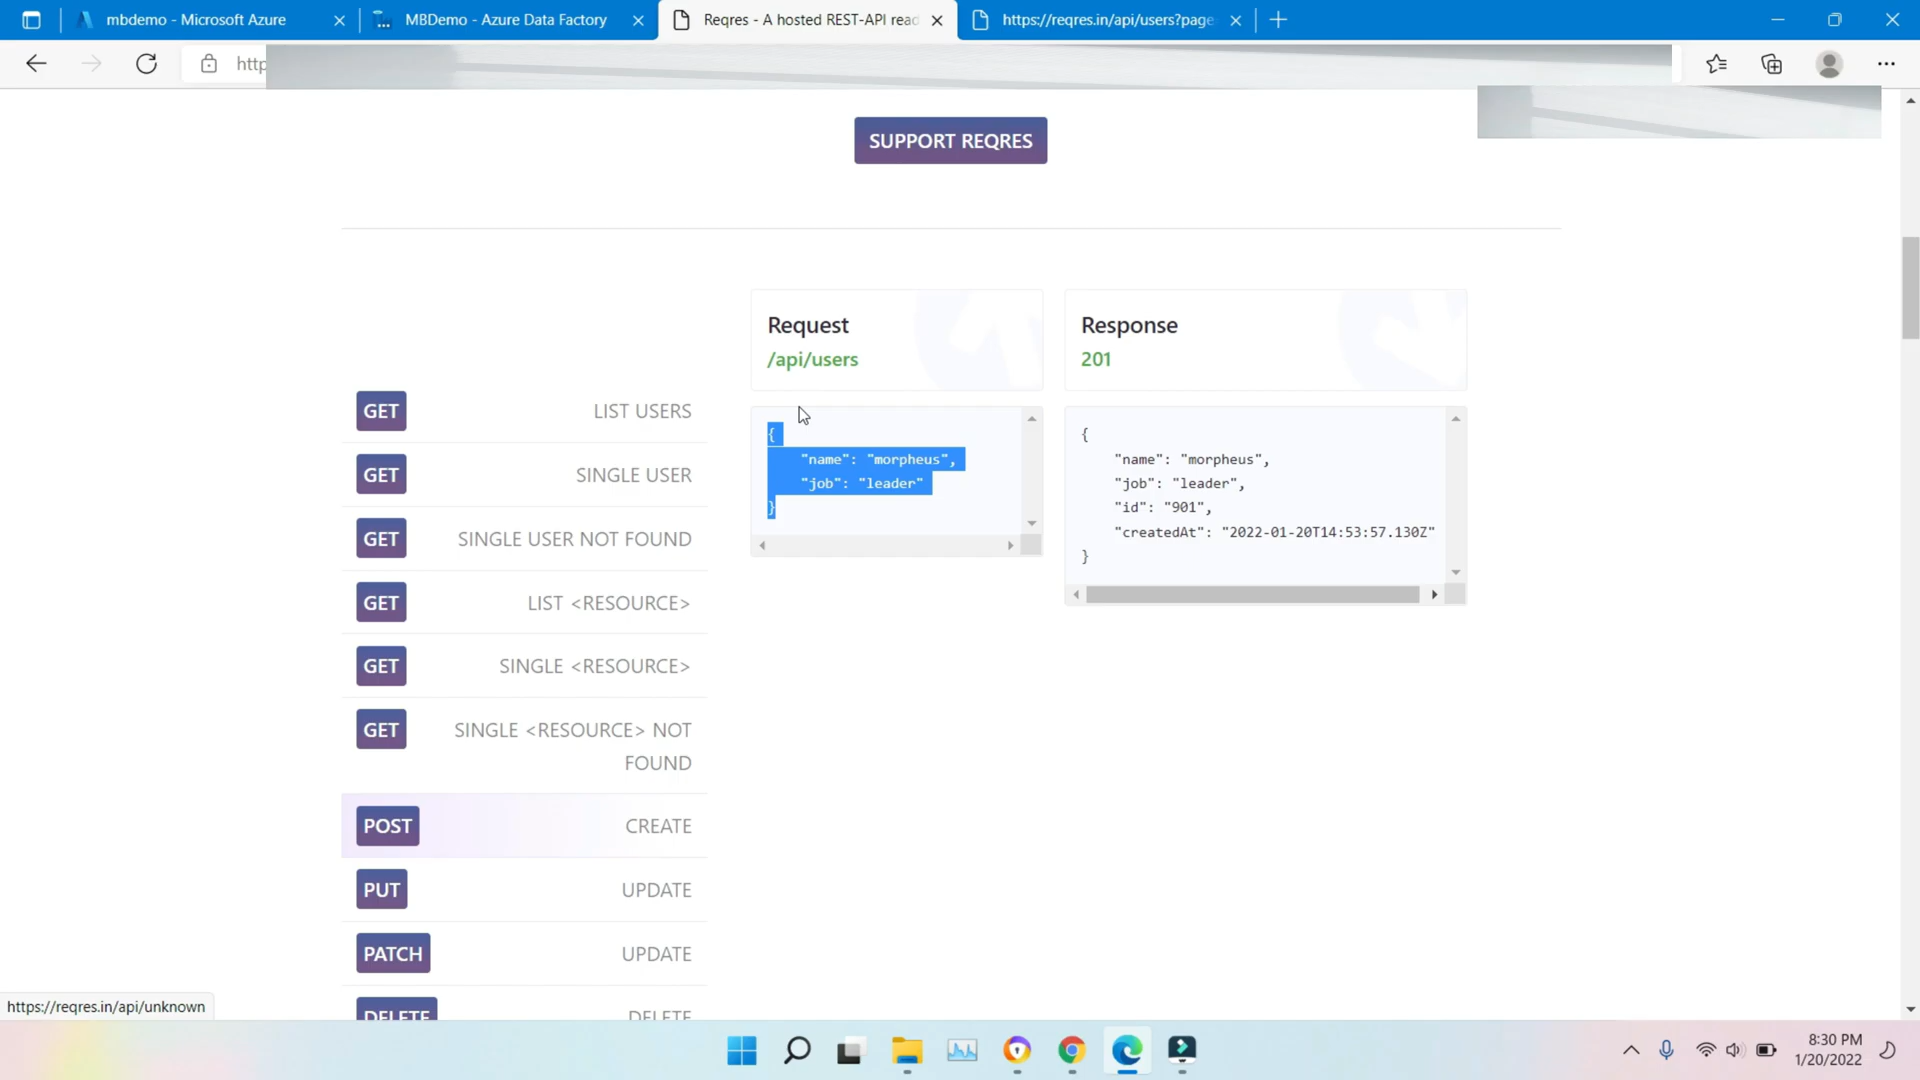 mbdemo - Microsoft Azure
MBDemo - Azure Data Factory
Reqres - A hosted REST-API read
https://reqres.in/api/users?page
http
SUPPORT REQRES
Request
/api/users
{
"name": "morpheus",
"job": "leader"
}
Response
201
{
"name": "morpheus",
"job": "leader",
"id": "901",
"createdAt": "2022-01-20T14:53:57.130Z"
}
GET LIST USERS
GET SINGLE USER
GET SINGLE USER NOT FOUND
GET LIST <RESOURCE>
GET SINGLE <RESOURCE>
GET SINGLE <RESOURCE> NOT
FOUND
POST CREATE
PUT UPDATE
PATCH UPDATE
DELETE DELETE
https://reqres.in/api/unknown
8:30 PM
1/20/2022